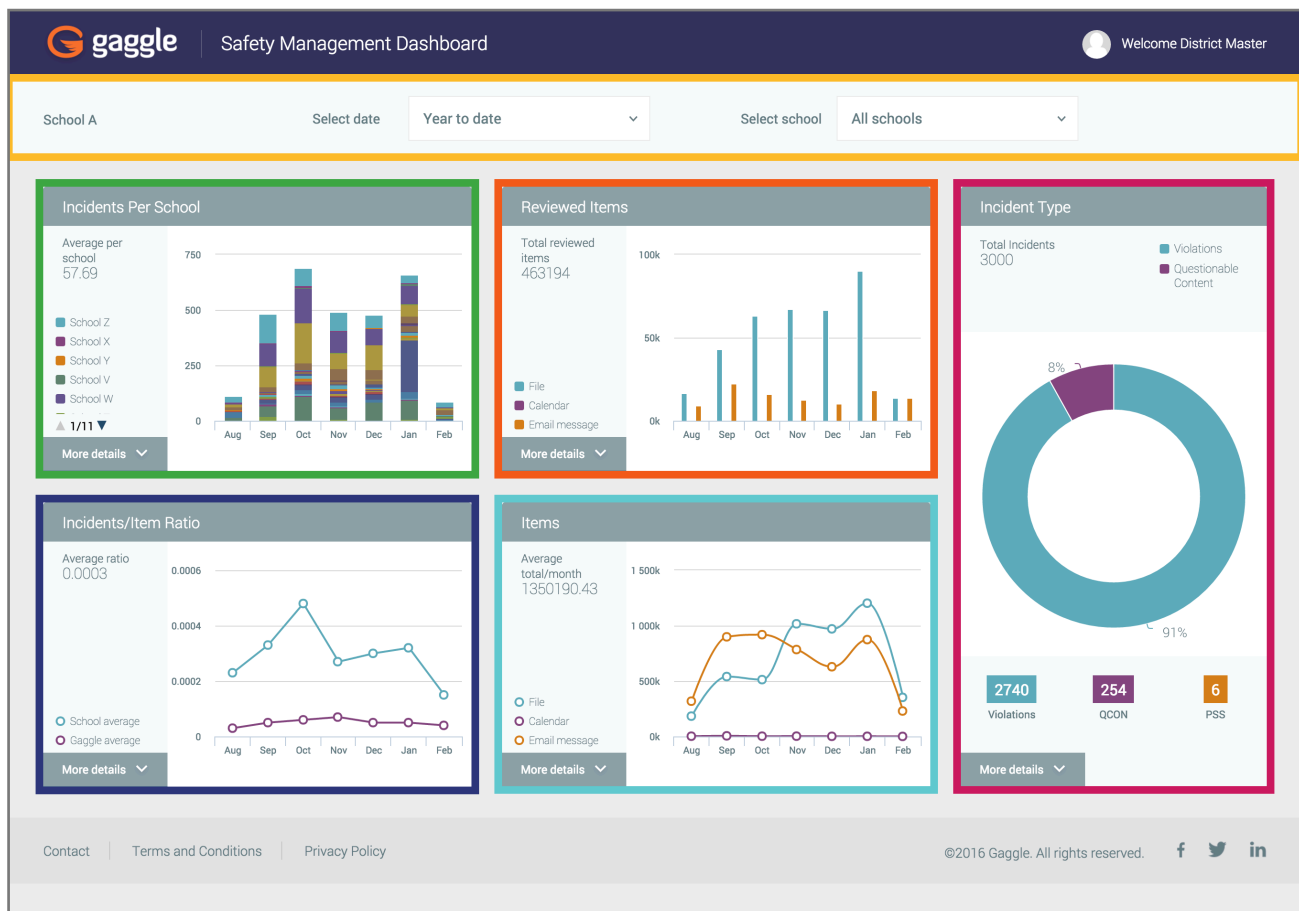 gaggle
Safety Management Dashboard
Welcome District Master
School A
Select date
Year to date
Select school
All schools
Incidents Per School
Average per
school
57.69
School Z
School X
School Y
School V
School W
1/11
More details
750
500
250
0
Aug Sep Oct Nov Dec Jan Feb
Reviewed Items
Total reviewed
items
463194
File
Calendar
Email message
More details
100k
50k
0k
Aug Sep Oct Nov Dec Jan Feb
Incident Type
Total Incidents
3000
Violations
Questionable
Content
8%
91%
2740
Violations
254
QCON
6
PSS
More details
Incidents/Item Ratio
Average ratio
0.0003
School average
Gaggle average
More details
0.0006
0.0004
0.0002
0
Aug Sep Oct Nov Dec Jan Feb
Items
Average
total/month
1350190.43
File
Calendar
Email message
More details
1 500k
1 000k
500k
0k
Aug Sep Oct Nov Dec Jan Feb
Contact
Terms and Conditions
Privacy Policy
©2016 Gaggle. All rights reserved.